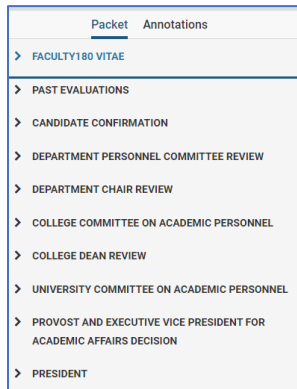 Packet Annotations
FACULTY180 VITAE
PAST EVALUATIONS
CANDIDATE CONFIRMATION
DEPARTMENT PERSONNEL COMMITTEE REVIEW
DEPARTMENT CHAIR REVIEW
COLLEGE COMMITTEE ON ACADEMIC PERSONNEL
COLLEGE DEAN REVIEW
UNIVERSITY COMMITTEE ON ACADEMIC PERSONNEL
PROVOST AND EXECUTIVE VICE PRESIDENT FOR
ACADEMIC AFFAIRS DECISION
PRESIDENT